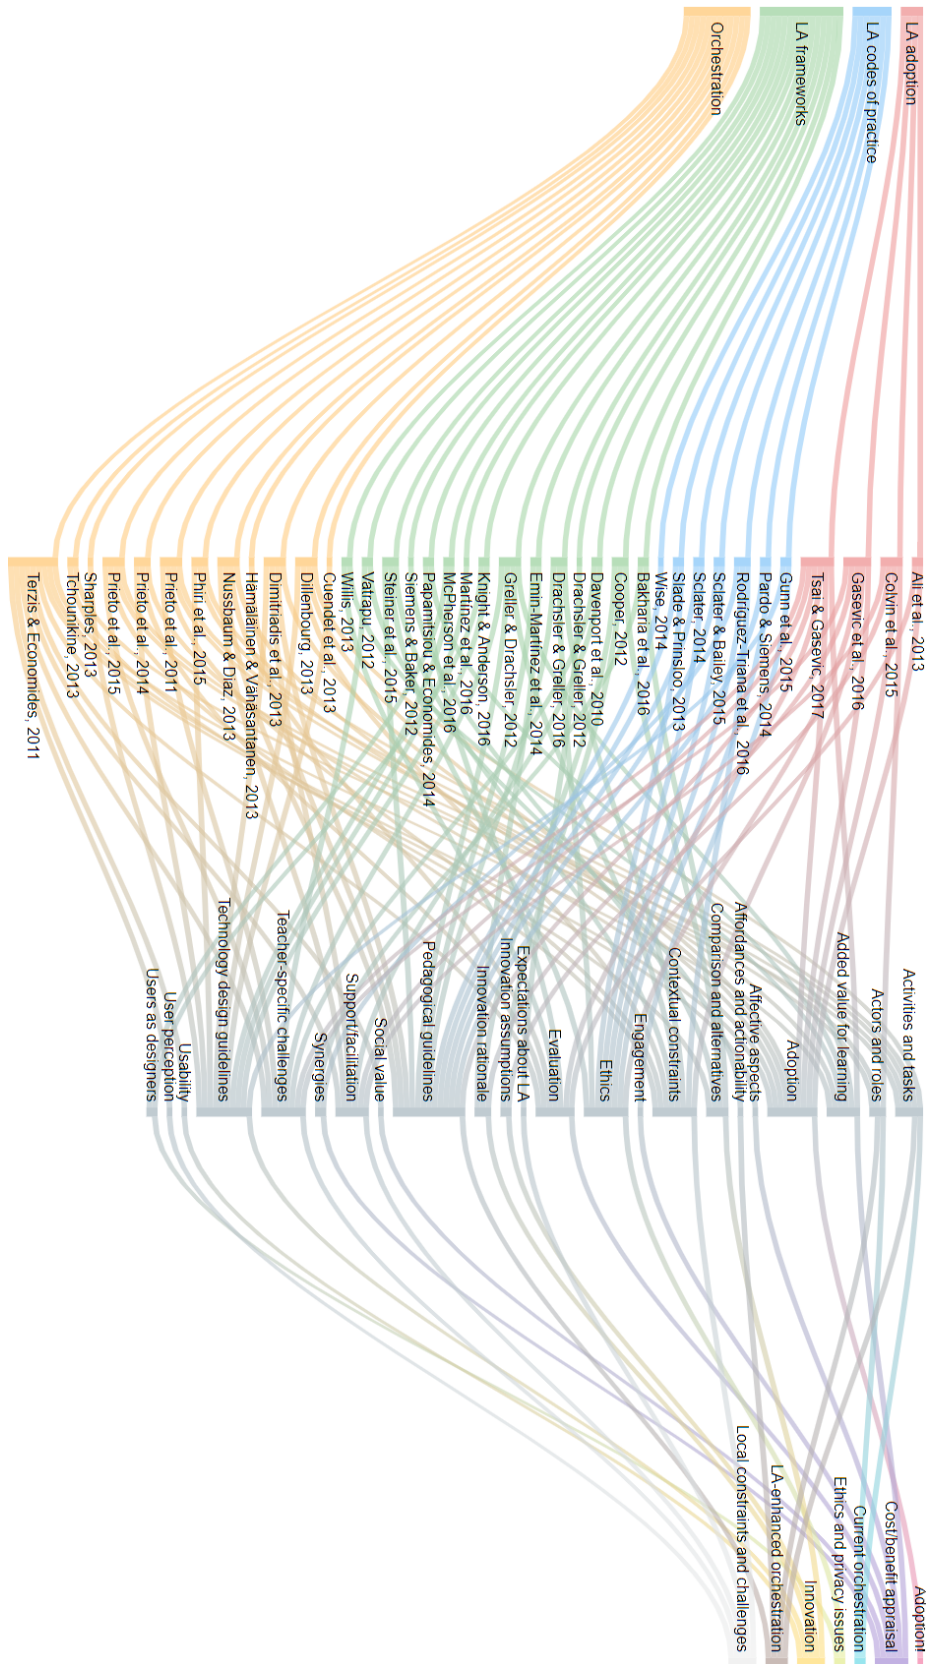 LA adoption
LA codes of practice
LA frameworks
Orchestration
Ali et al., 2013
Colvin et al., 2015
Gasevic et al., 2016
Tsai & Gasevic, 2017
Gunn et al., 2015
Pardo & Siemens, 2014
Rodríguez-Triana et al., 2016
Sclater & Bailey, 2015
Sclater, 2014
Slade & Prinsloo, 2013
Wise, 2014
Bakharia et al., 2016
Cooper, 2012
Davenport et al., 2010
Drachsler & Greller, 2012
Drachsler & Greller, 2016
Emin-Martínez et al., 2014
Greller & Drachsler, 2012
Knight & Anderson, 2016
Martínez et al., 2016
McPherson et al., 2016
Papamitsiou & Economides, 2014
Siemens & Baker, 2012
Steiner et al., 2015
Vatrapu, 2012
Willis, 2013
Cuendet et al., 2013
Dillenbourg, 2013
Dimitriadis et al., 2013
Hämäläinen & Vähäsantanen, 2013
Nussbaum & Diaz, 2013
Phiri et al., 2015
Prieto et al., 2011
Prieto et al., 2014
Prieto et al., 2015
Sharples, 2013
Tchounikine, 2013
Terzis & Economides, 2011
Activities and tasks
Actors and roles
Added value for learning
Adoption
Affective aspects
Affordances and actionability
Comparison and alternatives
Contextual constraints
Engagement
Ethics
Evaluation
Expectations about LA
Innovation assumptions
Innovation rationale
Pedagogical guidelines
Social value
Support/facilitation
Synergies
Teacher-specific challenges
Technology design guidelines
Usability
User perception
Users as designers
Adoption!
Cost/benefit appraisal
Current orchestration
Ethics and privacy issues
Innovation
LA-enhanced orchestration
Local constraints and challenges